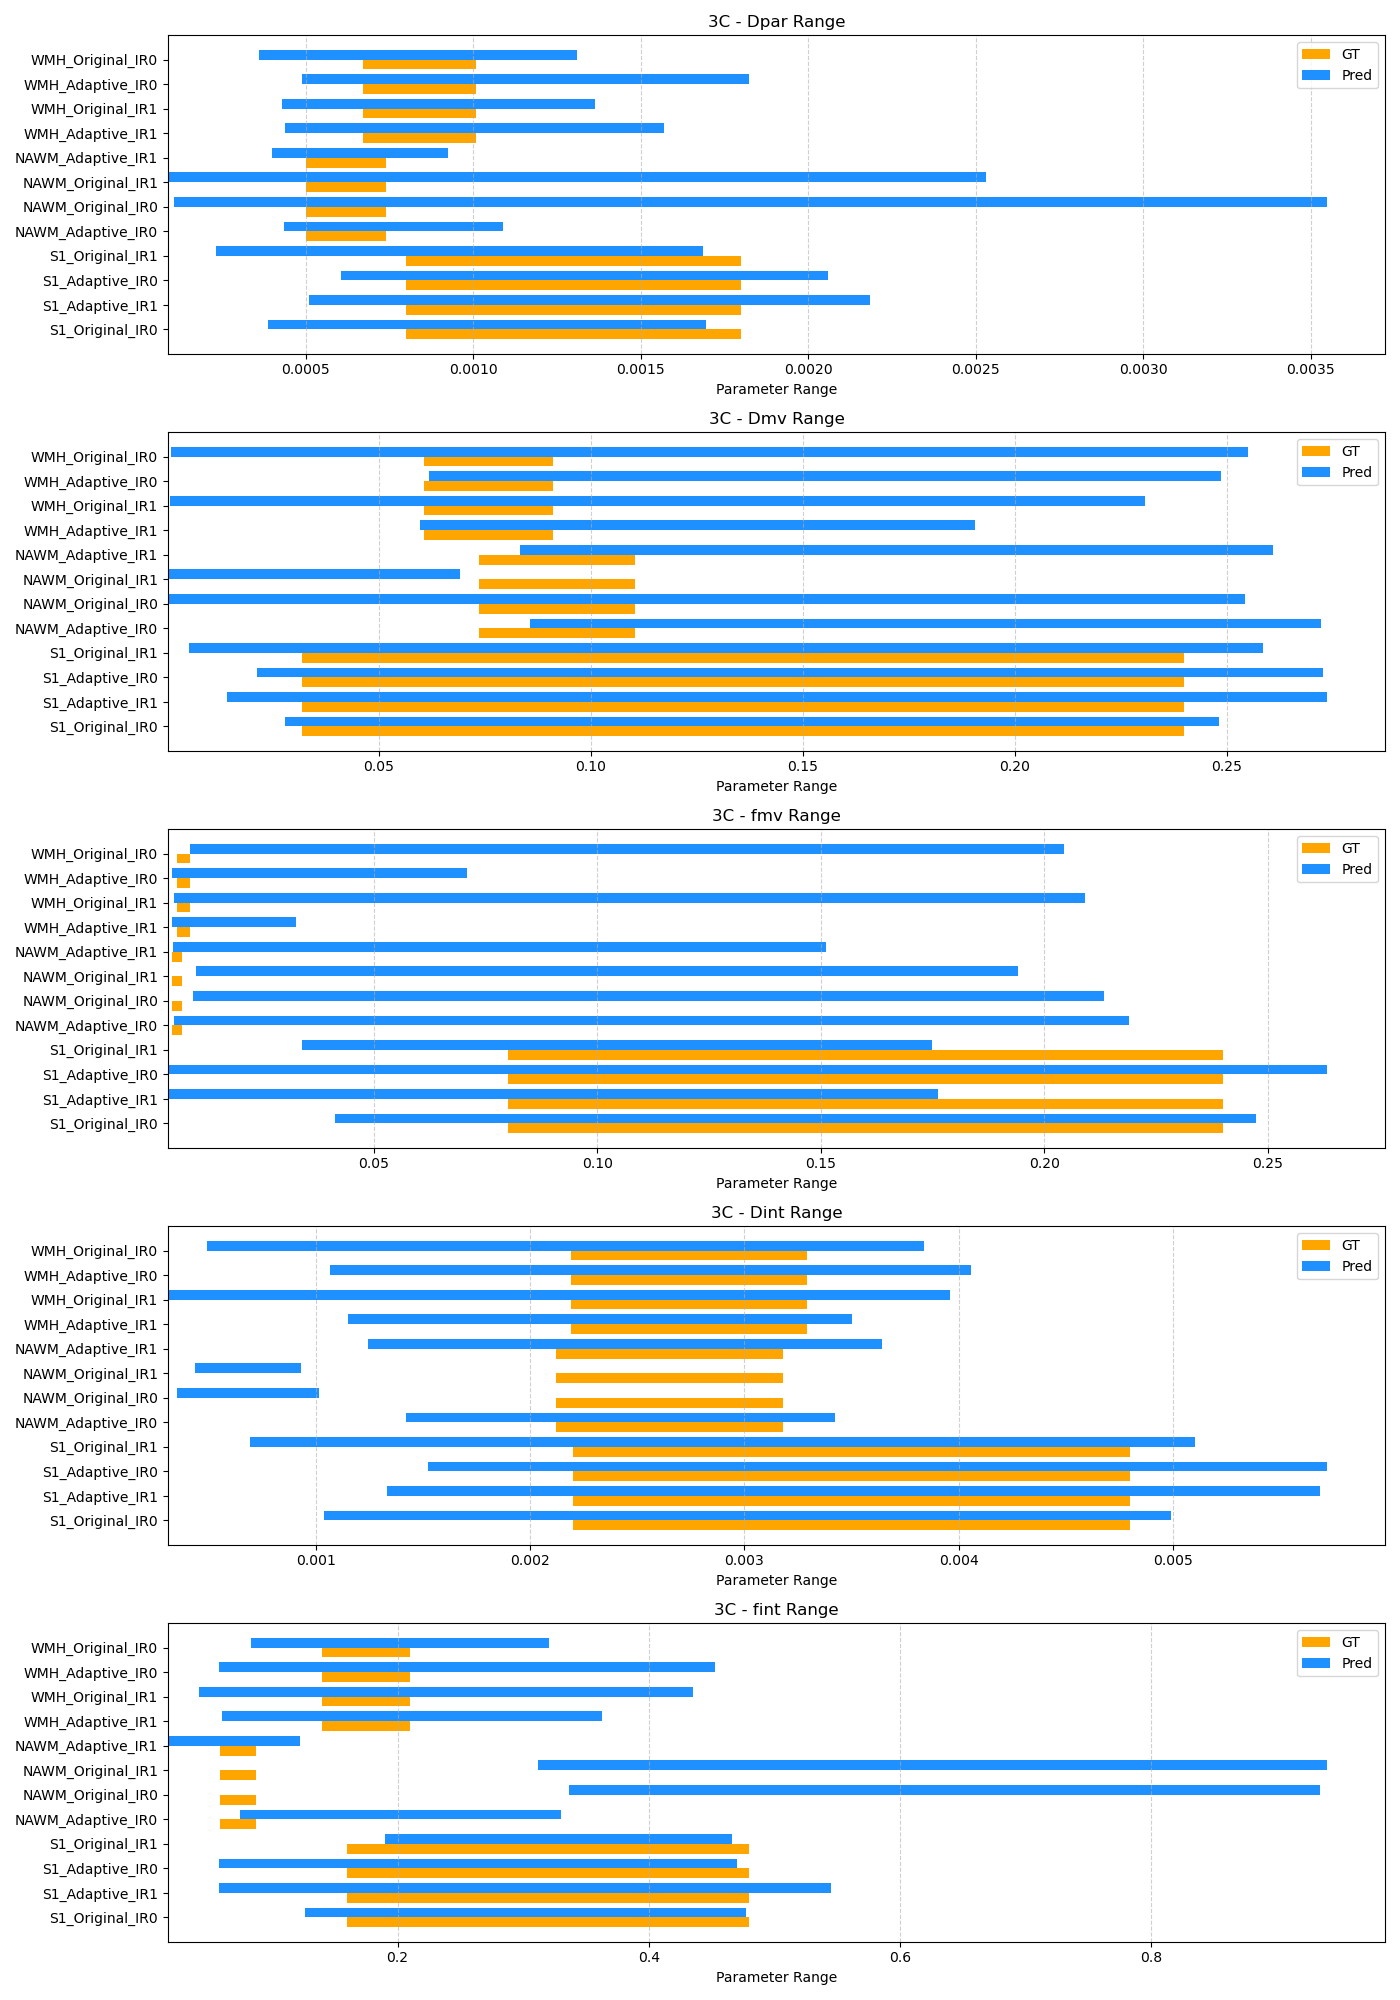 3C - Dpar Range
WMH_Original_IR0
WMH_Adaptive_IR0
WMH_Original_IR1
WMH_Adaptive_IR1
NAWM_Adaptive_IR1
NAWM_Original_IR1
NAWM_Original_IR0
NAWM_Adaptive_IR0
S1_Original_IR1
S1_Adaptive_IR0
S1_Adaptive_IR1
S1_Original_IR0
GT
Pred
0.0005 0.0010 0.0015 0.0020 0.0025 0.0030 0.0035
Parameter Range
3C - Dmv Range
WMH_Original_IR0
WMH_Adaptive_IR0
WMH_Original_IR1
WMH_Adaptive_IR1
NAWM_Adaptive_IR1
NAWM_Original_IR1
NAWM_Original_IR0
NAWM_Adaptive_IR0
S1_Original_IR1
S1_Adaptive_IR0
S1_Adaptive_IR1
S1_Original_IR0
GT
Pred
0.05 0.10 0.15 0.20 0.25
Parameter Range
3C - fmv Range
WMH_Original_IR0
WMH_Adaptive_IR0
WMH_Original_IR1
WMH_Adaptive_IR1
NAWM_Adaptive_IR1
NAWM_Original_IR1
NAWM_Original_IR0
NAWM_Adaptive_IR0
S1_Original_IR1
S1_Adaptive_IR0
S1_Adaptive_IR1
S1_Original_IR0
GT
Pred
0.05 0.10 0.15 0.20 0.25
Parameter Range
3C - Dint Range
WMH_Original_IR0
WMH_Adaptive_IR0
WMH_Original_IR1
WMH_Adaptive_IR1
NAWM_Adaptive_IR1
NAWM_Original_IR1
NAWM_Original_IR0
NAWM_Adaptive_IR0
S1_Original_IR1
S1_Adaptive_IR0
S1_Adaptive_IR1
S1_Original_IR0
GT
Pred
0.001 0.002 0.003 0.004 0.005
Parameter Range
3C - fint Range
WMH_Original_IR0
WMH_Adaptive_IR0
WMH_Original_IR1
WMH_Adaptive_IR1
NAWM_Adaptive_IR1
NAWM_Original_IR1
NAWM_Original_IR0
NAWM_Adaptive_IR0
S1_Original_IR1
S1_Adaptive_IR0
S1_Adaptive_IR1
S1_Original_IR0
GT
Pred
0.2 0.4 0.6 0.8
Parameter Range